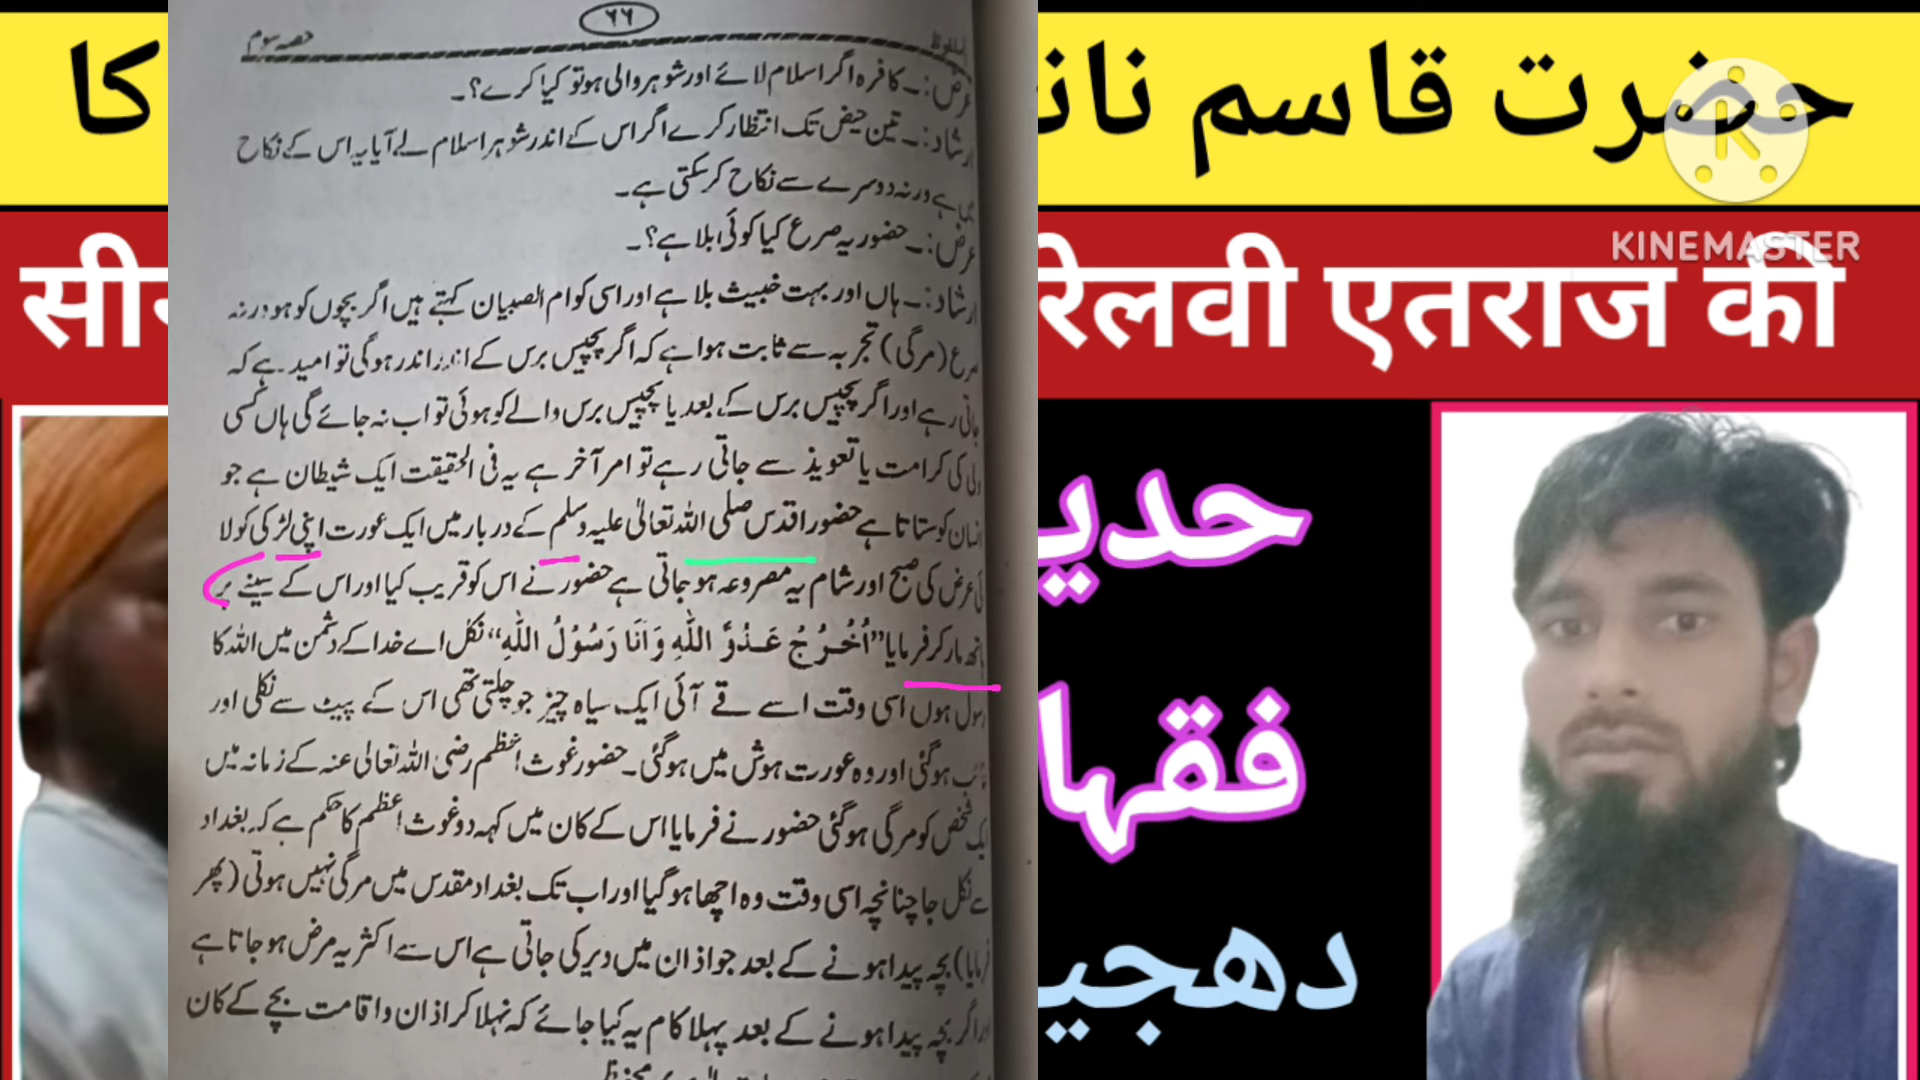 حضرت قاسم نان
کا
KINEMASTER
रेलवी एतराज की
सी
حدی
فقہا
دھجی
٦٦
حصہ سوم
عرض:۔ کافرہ اگر اسلام لائے اور شوہر والی ہو تو کیا کرے؟۔
ارشاد:۔ تین حیض تک انتظار کرے اگر اس کے اندر شوہر اسلام لے آیا یہ اس کے نکاح
میں ہے ورنہ دوسرے سے نکاح کر سکتی ہے۔
عرض:۔ حضور یہ صرع کیا کوئی بلا ہے؟۔
ارشاد:۔ ہاں اور بہت خبیث بلا ہے اور اسی کو ام الصبیان کہتے ہیں اگر بچوں کو ہو ورنہ
صرع (مرگی) تجربہ سے ثابت ہوا ہے کہ اگر پچیس برس کے اندر اندر ہوگی تو امید ہے کہ
جاتی رہے اور اگر پچیس برس کے بعد یا پچیس برس والے کو ہوئی تو اب نہ جائے گی ہاں کسی
ولی کی کرامت یا تعویذ سے جاتی رہے تو امر آخر ہے یہ فی الحقیقت ایک شیطان ہے جو
انسان کو ستاتا ہے حضور اقدس صلی اللہ تعالیٰ علیہ وسلم کے دربار میں ایک عورت اپنی لڑکی کو لا
ئی عرض کی صبح اور شام یہ مصروعہ ہو جاتی ہے حضور نے اس کو قریب کیا اور اس کے سینے پر
ہاتھ مار کر فرمایا ”اُخْرُجْ عَدُوَّ اللّٰهِ وَاَنَا رَسُوْلُ اللّٰهِ“ نکل اے خدا کے دشمن میں اللہ کا
رسول ہوں اسی وقت اسے قے آئی ایک سیاہ چیز جو چلتی تھی اس کے پیٹ سے نکلی اور
غائب ہوگئی اور وہ عورت ہوش میں ہوگئی۔ حضور غوث اعظم رضی اللہ تعالی عنہ کے زمانہ میں
ایک شخص کو مرگی ہوگئی حضور نے فرمایا اس کے کان میں کہہ دو غوث اعظم کا حکم ہے کہ بغداد
سے نکل جا چنانچہ اسی وقت وہ اچھا ہو گیا اور اب تک بغداد مقدس میں مرگی نہیں ہوتی (پھر
فرمایا) بچہ پیدا ہونے کے بعد جو اذان میں دیر کی جاتی ہے اس سے اکثر یہ مرض ہو جاتا ہے
اور اگر بچہ پیدا ہونے کے بعد پہلا کام یہ کیا جائے کہ نہلا کر اذان و اقامت بچے کے کان